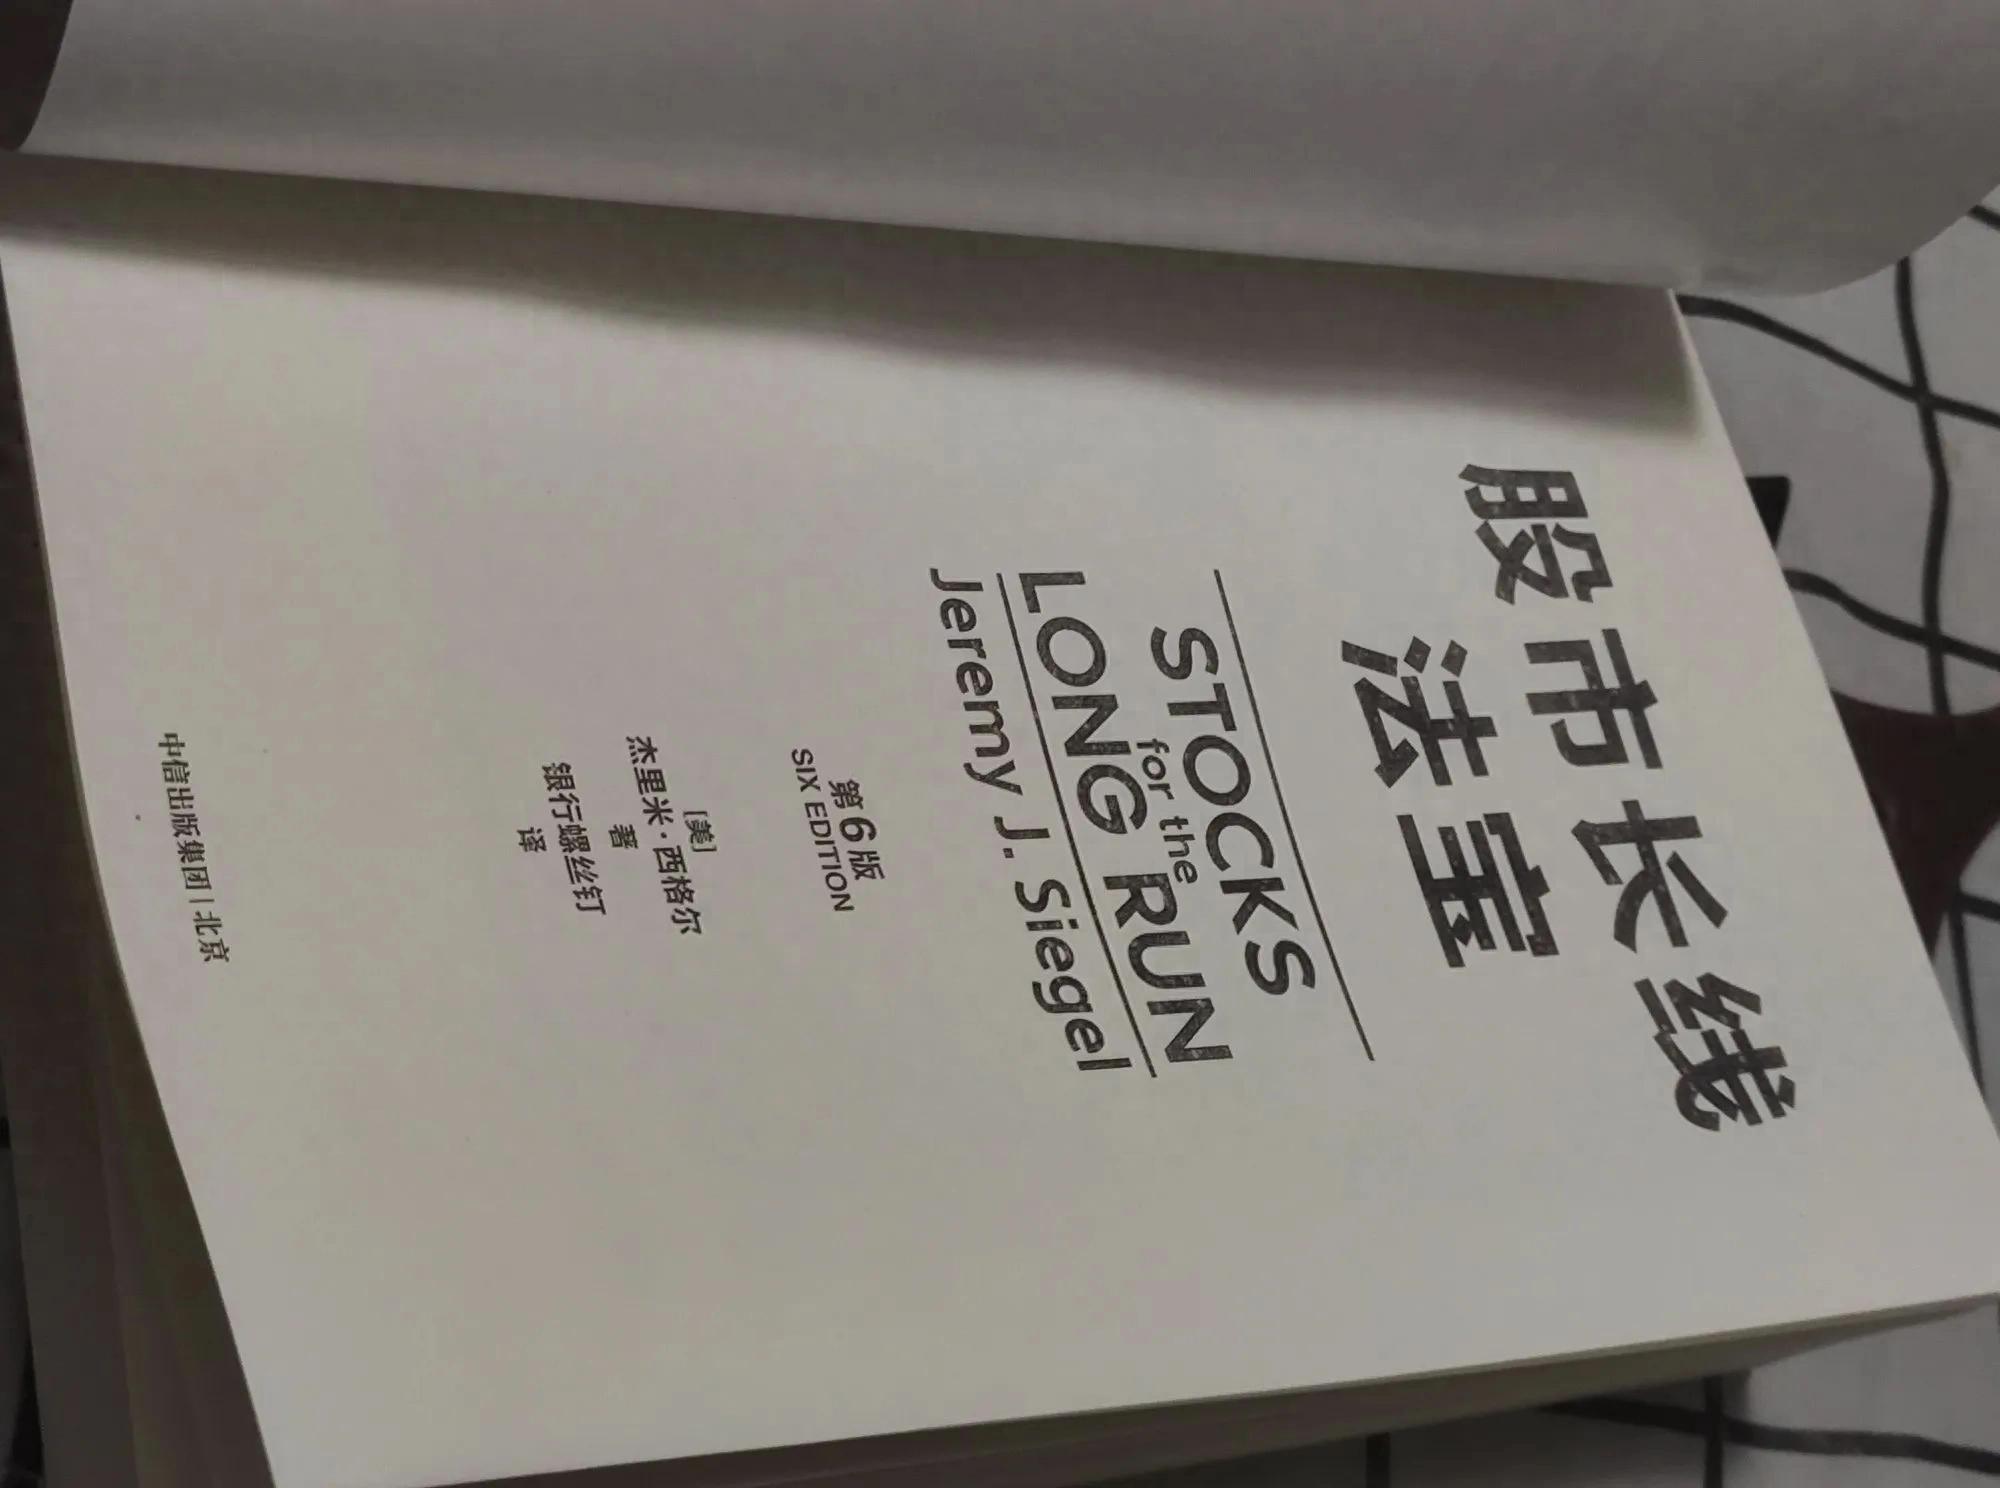 股市长线
法宝
STOCKS
for the
LONG RUN
Jeremy J. Siegel
第6版
SIX EDITION
[美]
杰里米·西格尔
著
银行螺丝钉
译
中信出版集团 | 北京